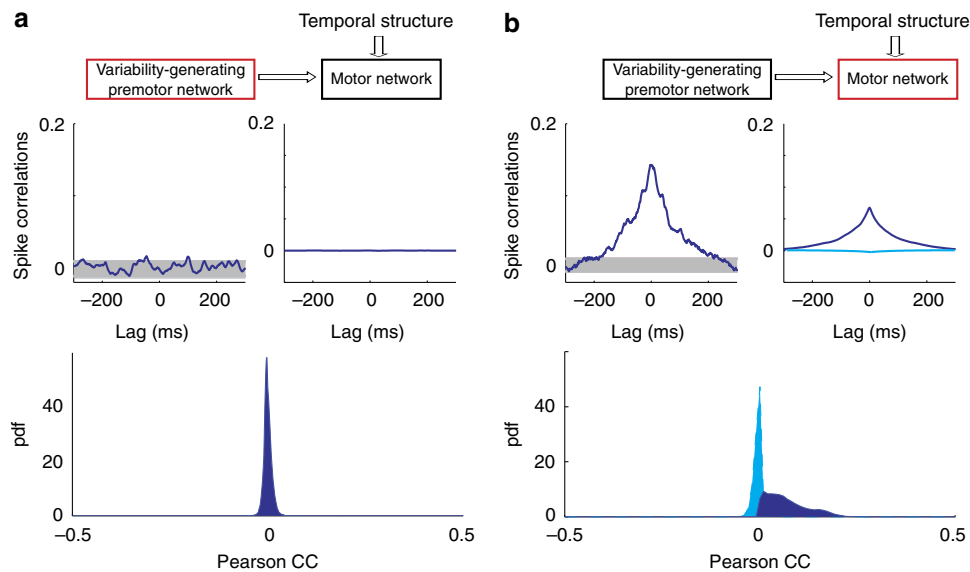 a
Temporal structure
Variability-generating
premotor network
Motor network
0.2
0.2
Spike correlations
0
0
−200
0
200
−200
0
200
Lag (ms)
Lag (ms)
pdf
40
20
0
−0.5
0
0.5
Pearson CC
b
Temporal structure
Variability-generating
premotor network
Motor network
0.2
0.2
Spike correlations
0
0
−200
0
200
−200
0
200
Lag (ms)
Lag (ms)
pdf
40
20
0
−0.5
0
0.5
Pearson CC